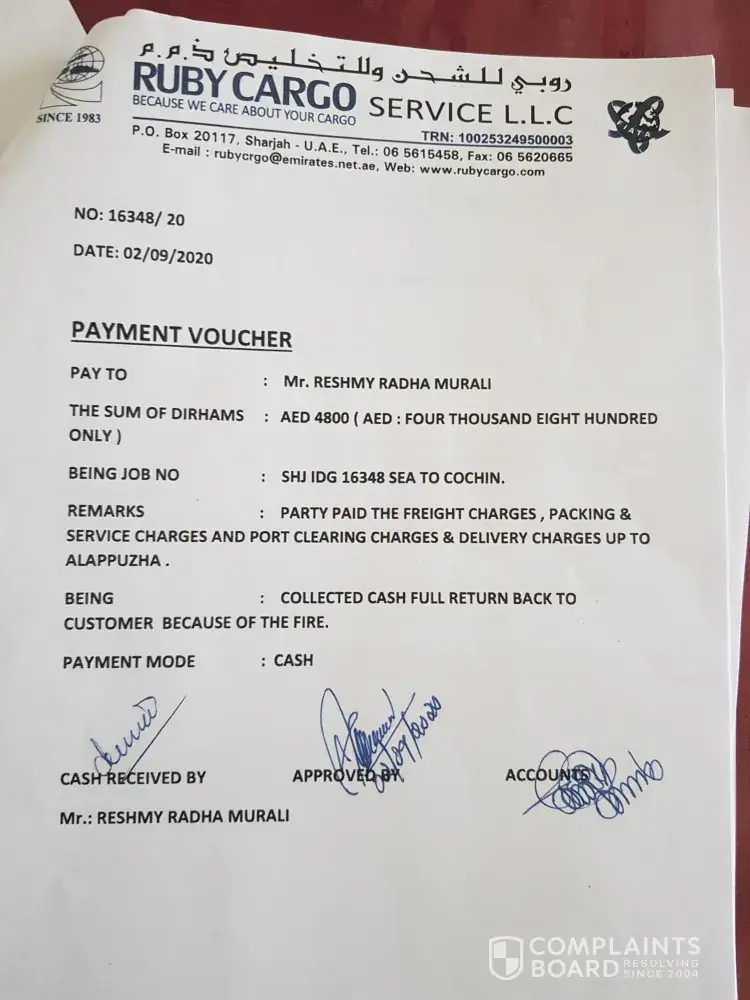 روبي للشحن وللتخليص ذ.م.م
RUBY CARGO SERVICE L.L.C
BECAUSE WE CARE ABOUT YOUR CARGO
SINCE 1983
IATA
TRN: 100253249500003
P.O. Box 20117, Sharjah - U.A.E., Tel.: 06 5615458, Fax: 06 5620665
E-mail : rubycrgo@emirates.net.ae, Web: www.rubycargo.com
NO: 16348/ 20
DATE: 02/09/2020
PAYMENT VOUCHER
PAY TO : Mr. RESHMY RADHA MURALI
THE SUM OF DIRHAMS : AED 4800 ( AED : FOUR THOUSAND EIGHT HUNDRED
ONLY )
BEING JOB NO : SHJ IDG 16348 SEA TO COCHIN.
REMARKS : PARTY PAID THE FREIGHT CHARGES , PACKING &
SERVICE CHARGES AND PORT CLEARING CHARGES & DELIVERY CHARGES UP TO
ALAPPUZHA .
BEING : COLLECTED CASH FULL RETURN BACK TO
CUSTOMER BECAUSE OF THE FIRE.
PAYMENT MODE : CASH
CASH RECEIVED BY APPROVED BY ACCOUNTS
Mr.: RESHMY RADHA MURALI
COMPLAINTS
BOARD RESOLVING
SINCE 2004